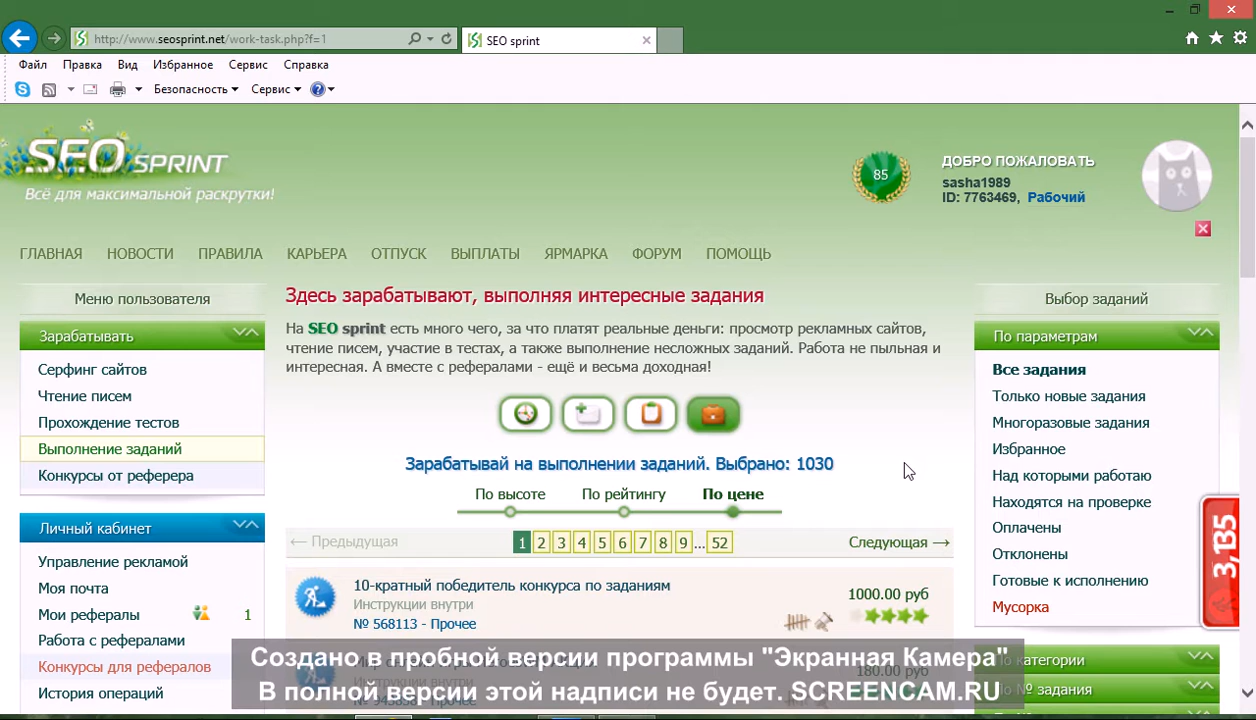 http://www.seosprint.net/work-task.php?f=1
SEO sprint
Файл Правка Вид Избранное Сервис Справка
Безопасность Сервис
SEO SPRINT
Всё для максимальной раскрутки!
85
ДОБРО ПОЖАЛОВАТЬ
sasha1989
ID: 7763469, Рабочий
ГЛАВНАЯ НОВОСТИ ПРАВИЛА КАРЬЕРА ОТПУСК ВЫПЛАТЫ ЯРМАРКА ФОРУМ ПОМОЩЬ
Меню пользователя
Зарабатывать
Серфинг сайтов
Чтение писем
Прохождение тестов
Выполнение заданий
Конкурсы от реферера
Личный кабинет
Управление рекламой
Моя почта
Мои рефералы 1
Работа с рефералами
Конкурсы для рефералов
История операций
Здесь зарабатывают, выполняя интересные задания
На SEO sprint есть много чего, за что платят реальные деньги: просмотр рекламных сайтов,
чтение писем, участие в тестах, а также выполнение несложных заданий. Работа не пыльная и
интересная. А вместе с рефералами - ещё и весьма доходная!
Зарабатывай на выполнении заданий. Выбрано: 1030
По высоте По рейтингу По цене
← Предыдущая 1 2 3 4 5 6 7 8 9 ... 52 Следующая →
10-кратный победитель конкурса по заданиям
Инструкции внутри
№ 568113 - Прочее
1000.00 руб
180.00 руб
Инструкции внутри
Выбор заданий
По параметрам
Все задания
Только новые задания
Многоразовые задания
Избранное
Над которыми работаю
Находятся на проверке
Оплачены
Отклонены
Готовые к исполнению
Мусорка
По категории
По № задания
3,135
Создано в пробной версии программы "Экранная Камера"
В полной версии этой надписи не будет. SCREENCAM.RU